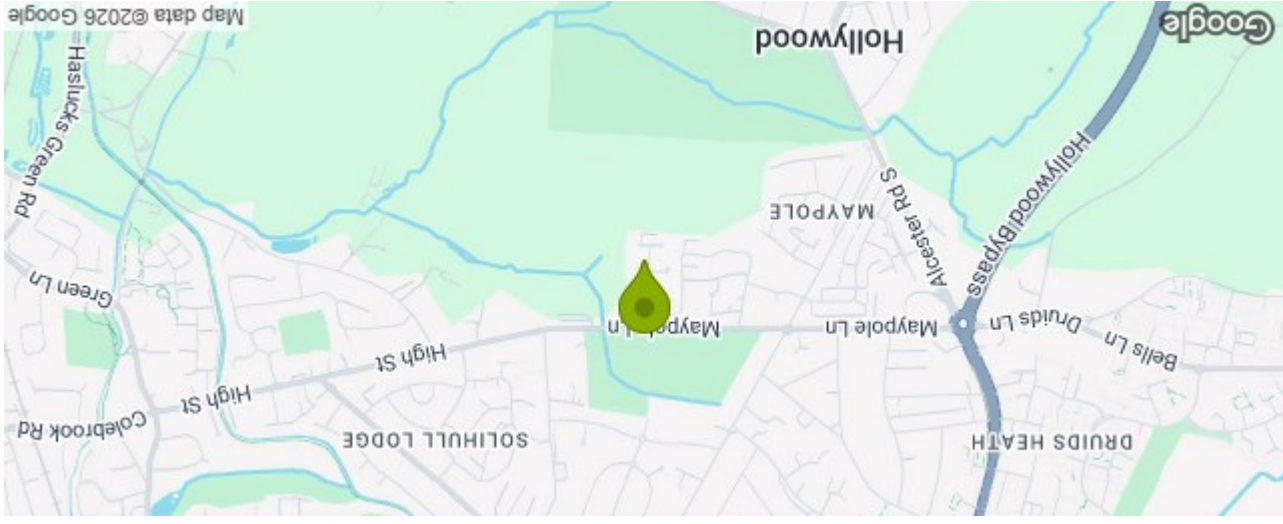 DRUIDS HEATH
SOLIHULL LODGE
Colebrook Rd
High St
High St
Bells Ln
Druids Ln
Maypole Ln
Maypole Ln
Green Ln
Hollywood Bypass
Alcester Rd S
MAYPOLE
Haslucks Green Rd
Hollywood
Google
Map data ©2026 Google